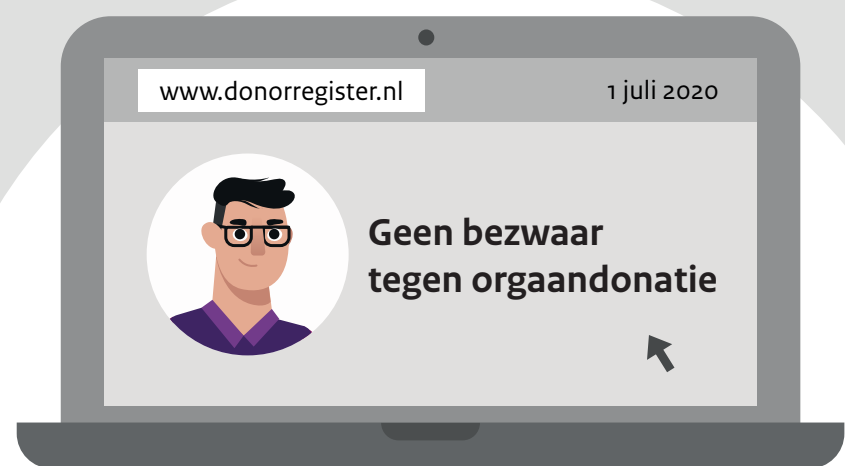 www.donorregister.nl
1 juli 2020
Geen bezwaar
tegen orgaandonatie